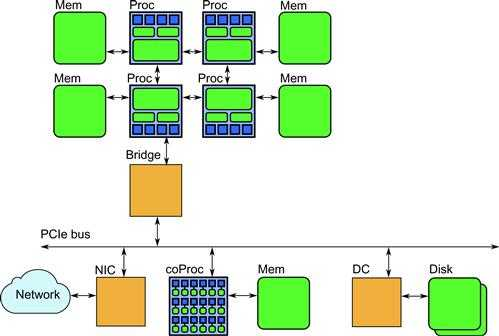 Mem
Proc
Proc
Mem
Mem
Proc
Proc
Mem
Bridge
PCIe bus
NIC
coProc
Mem
DC
Disk
Network